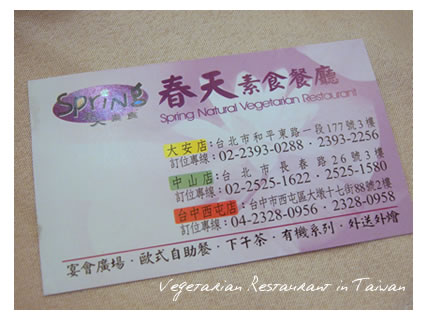 Spring
春天素食餐廳
Spring Natural Vegetarian Restaurant
大安店：台北市和平東路一段177號3樓
訂位專線：02-2393-0288 · 2393-2256
中山店：台北市長春路26號3樓
訂位專線：02-2525-1622 · 2525-1580
台中西屯店：台中市西屯區大墩十七街88號2樓
訂位專線：04-2328-0956 · 2328-0958
宴會廣場·歐式自助餐·下午茶·有機系列·外送外燴
Vegetarian Restaurant in Taiwan